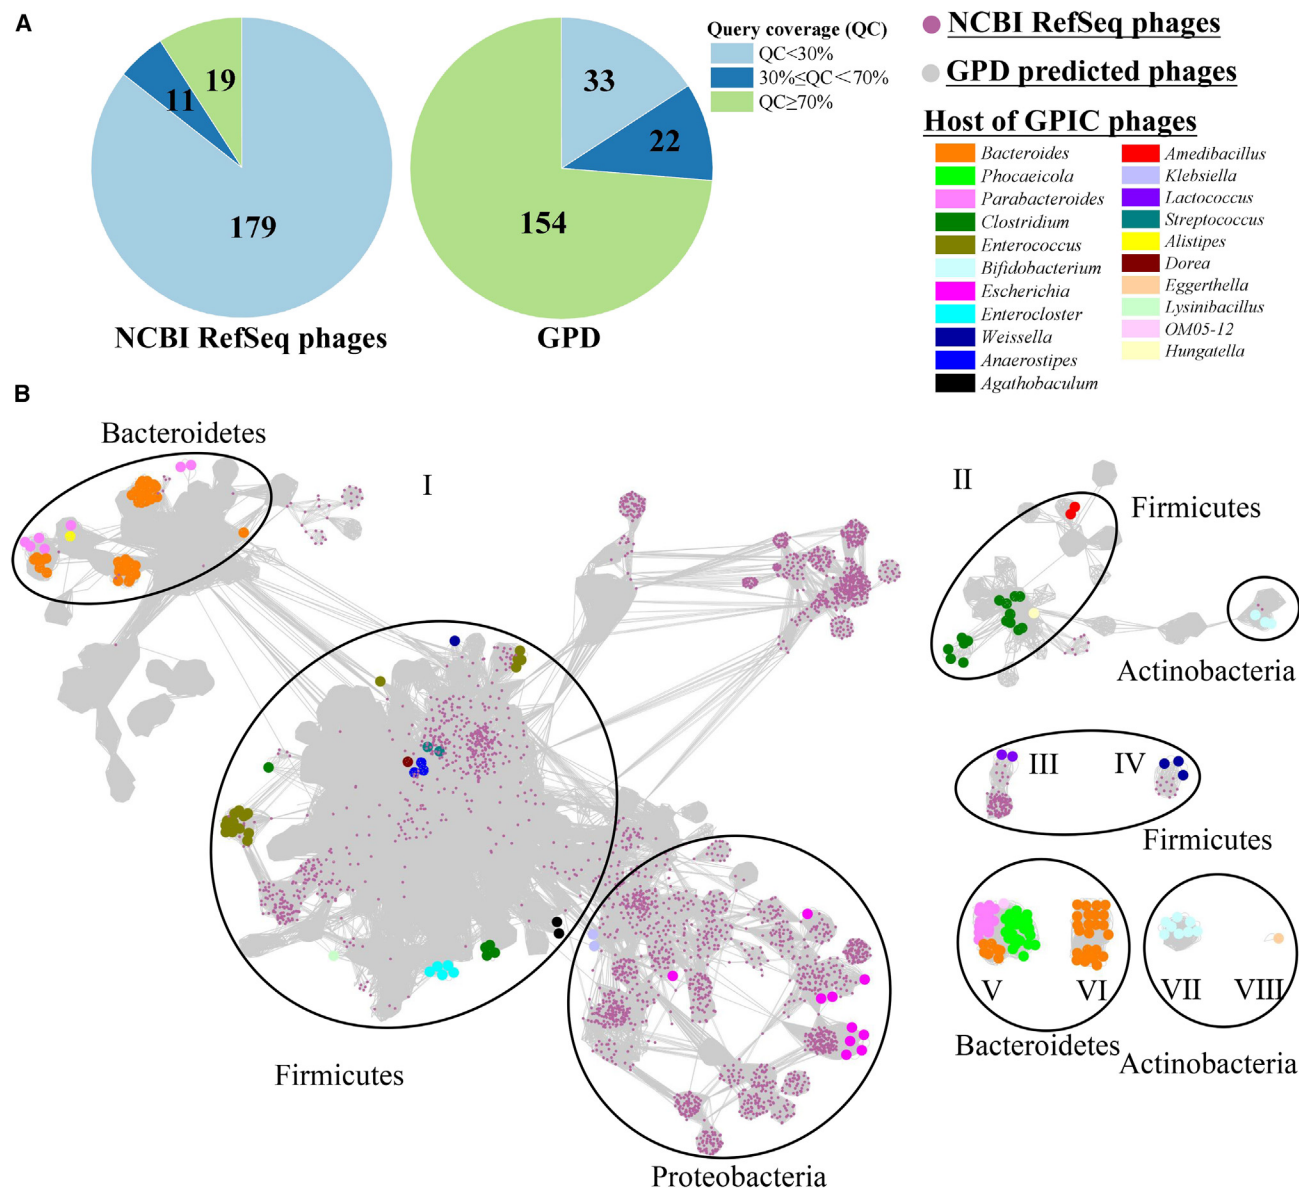 A
19
11
179
NCBI RefSeq phages
33
22
154
GPD
Query coverage (QC)
QC<30%
30%≤QC<70%
QC≥70%
NCBI RefSeq phages
GPD predicted phages
Host of GPIC phages
Bacteroides
Phocaeicola
Parabacteroides
Clostridium
Enterococcus
Bifidobacterium
Escherichia
Enterocloster
Weissella
Anaerostipes
Agathobaculum
Amedibacillus
Klebsiella
Lactococcus
Streptococcus
Alistipes
Dorea
Eggerthella
Lysinibacillus
OM05-12
Hungatella
B
Bacteroidetes
I
Firmicutes
Proteobacteria
II
Firmicutes
Actinobacteria
III
IV
Firmicutes
V
VI
Bacteroidetes
VII
VIII
Actinobacteria